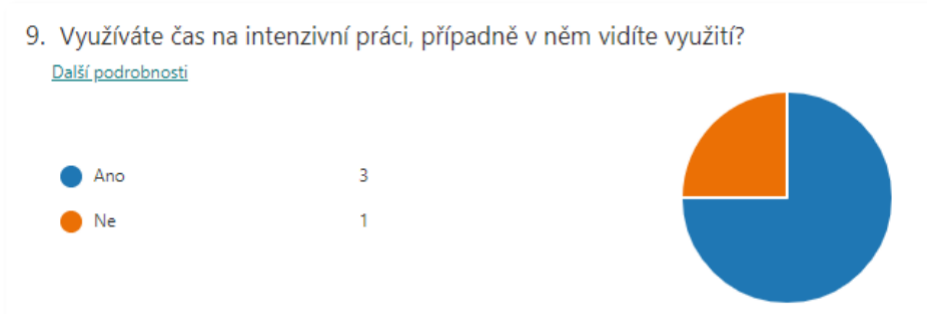 9. Využíváte čas na intenzivní práci, případně v něm vidíte využití?
Další podrobnosti
Ano 3
Ne 1